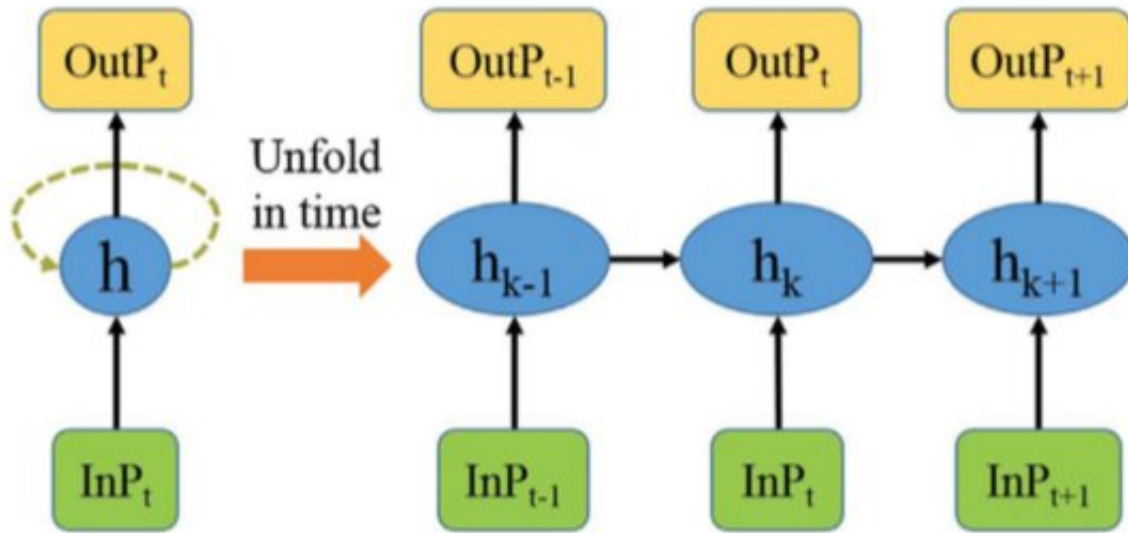 OutPₜ
OutPₜ₋₁
OutPₜ
OutPₜ₊₁
Unfold
in time
h
hₖ₋₁
hₖ
hₖ₊₁
InPₜ
InPₜ₋₁
InPₜ
InPₜ₊₁